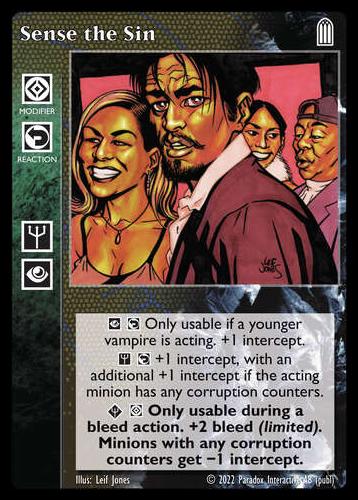 Sense the Sin
MODIFIER
REACTION
LEIF
JONES
Only usable if a younger
vampire is acting. +1 intercept.
+1 intercept, with an
additional +1 intercept if the acting
minion has any corruption counters.
Only usable during a
bleed action. +2 bleed (limited).
Minions with any corruption
counters get −1 intercept.
Illus: Leif Jones
© 2022 Paradox Interactive AB (publ)